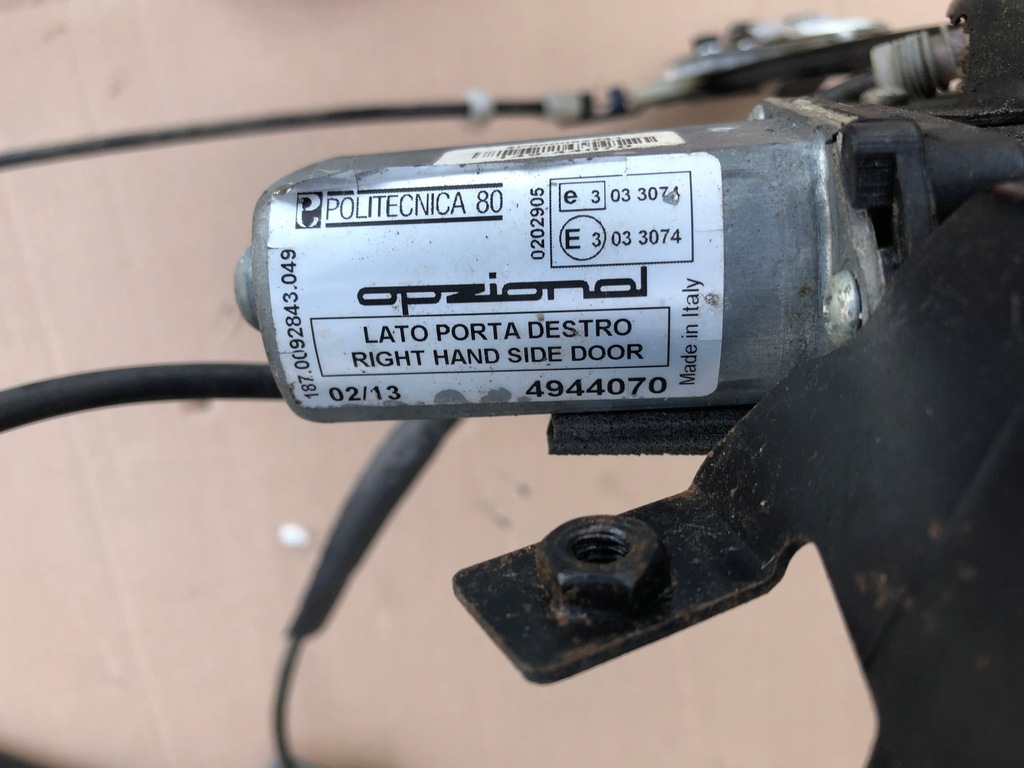 POLITECNICA 80
0202905
e 3 03 3074
E 3 03 3074
187.0092843.049
opzional
LATO PORTA DESTRO
RIGHT HAND SIDE DOOR
Made in Italy
02/13
4944070